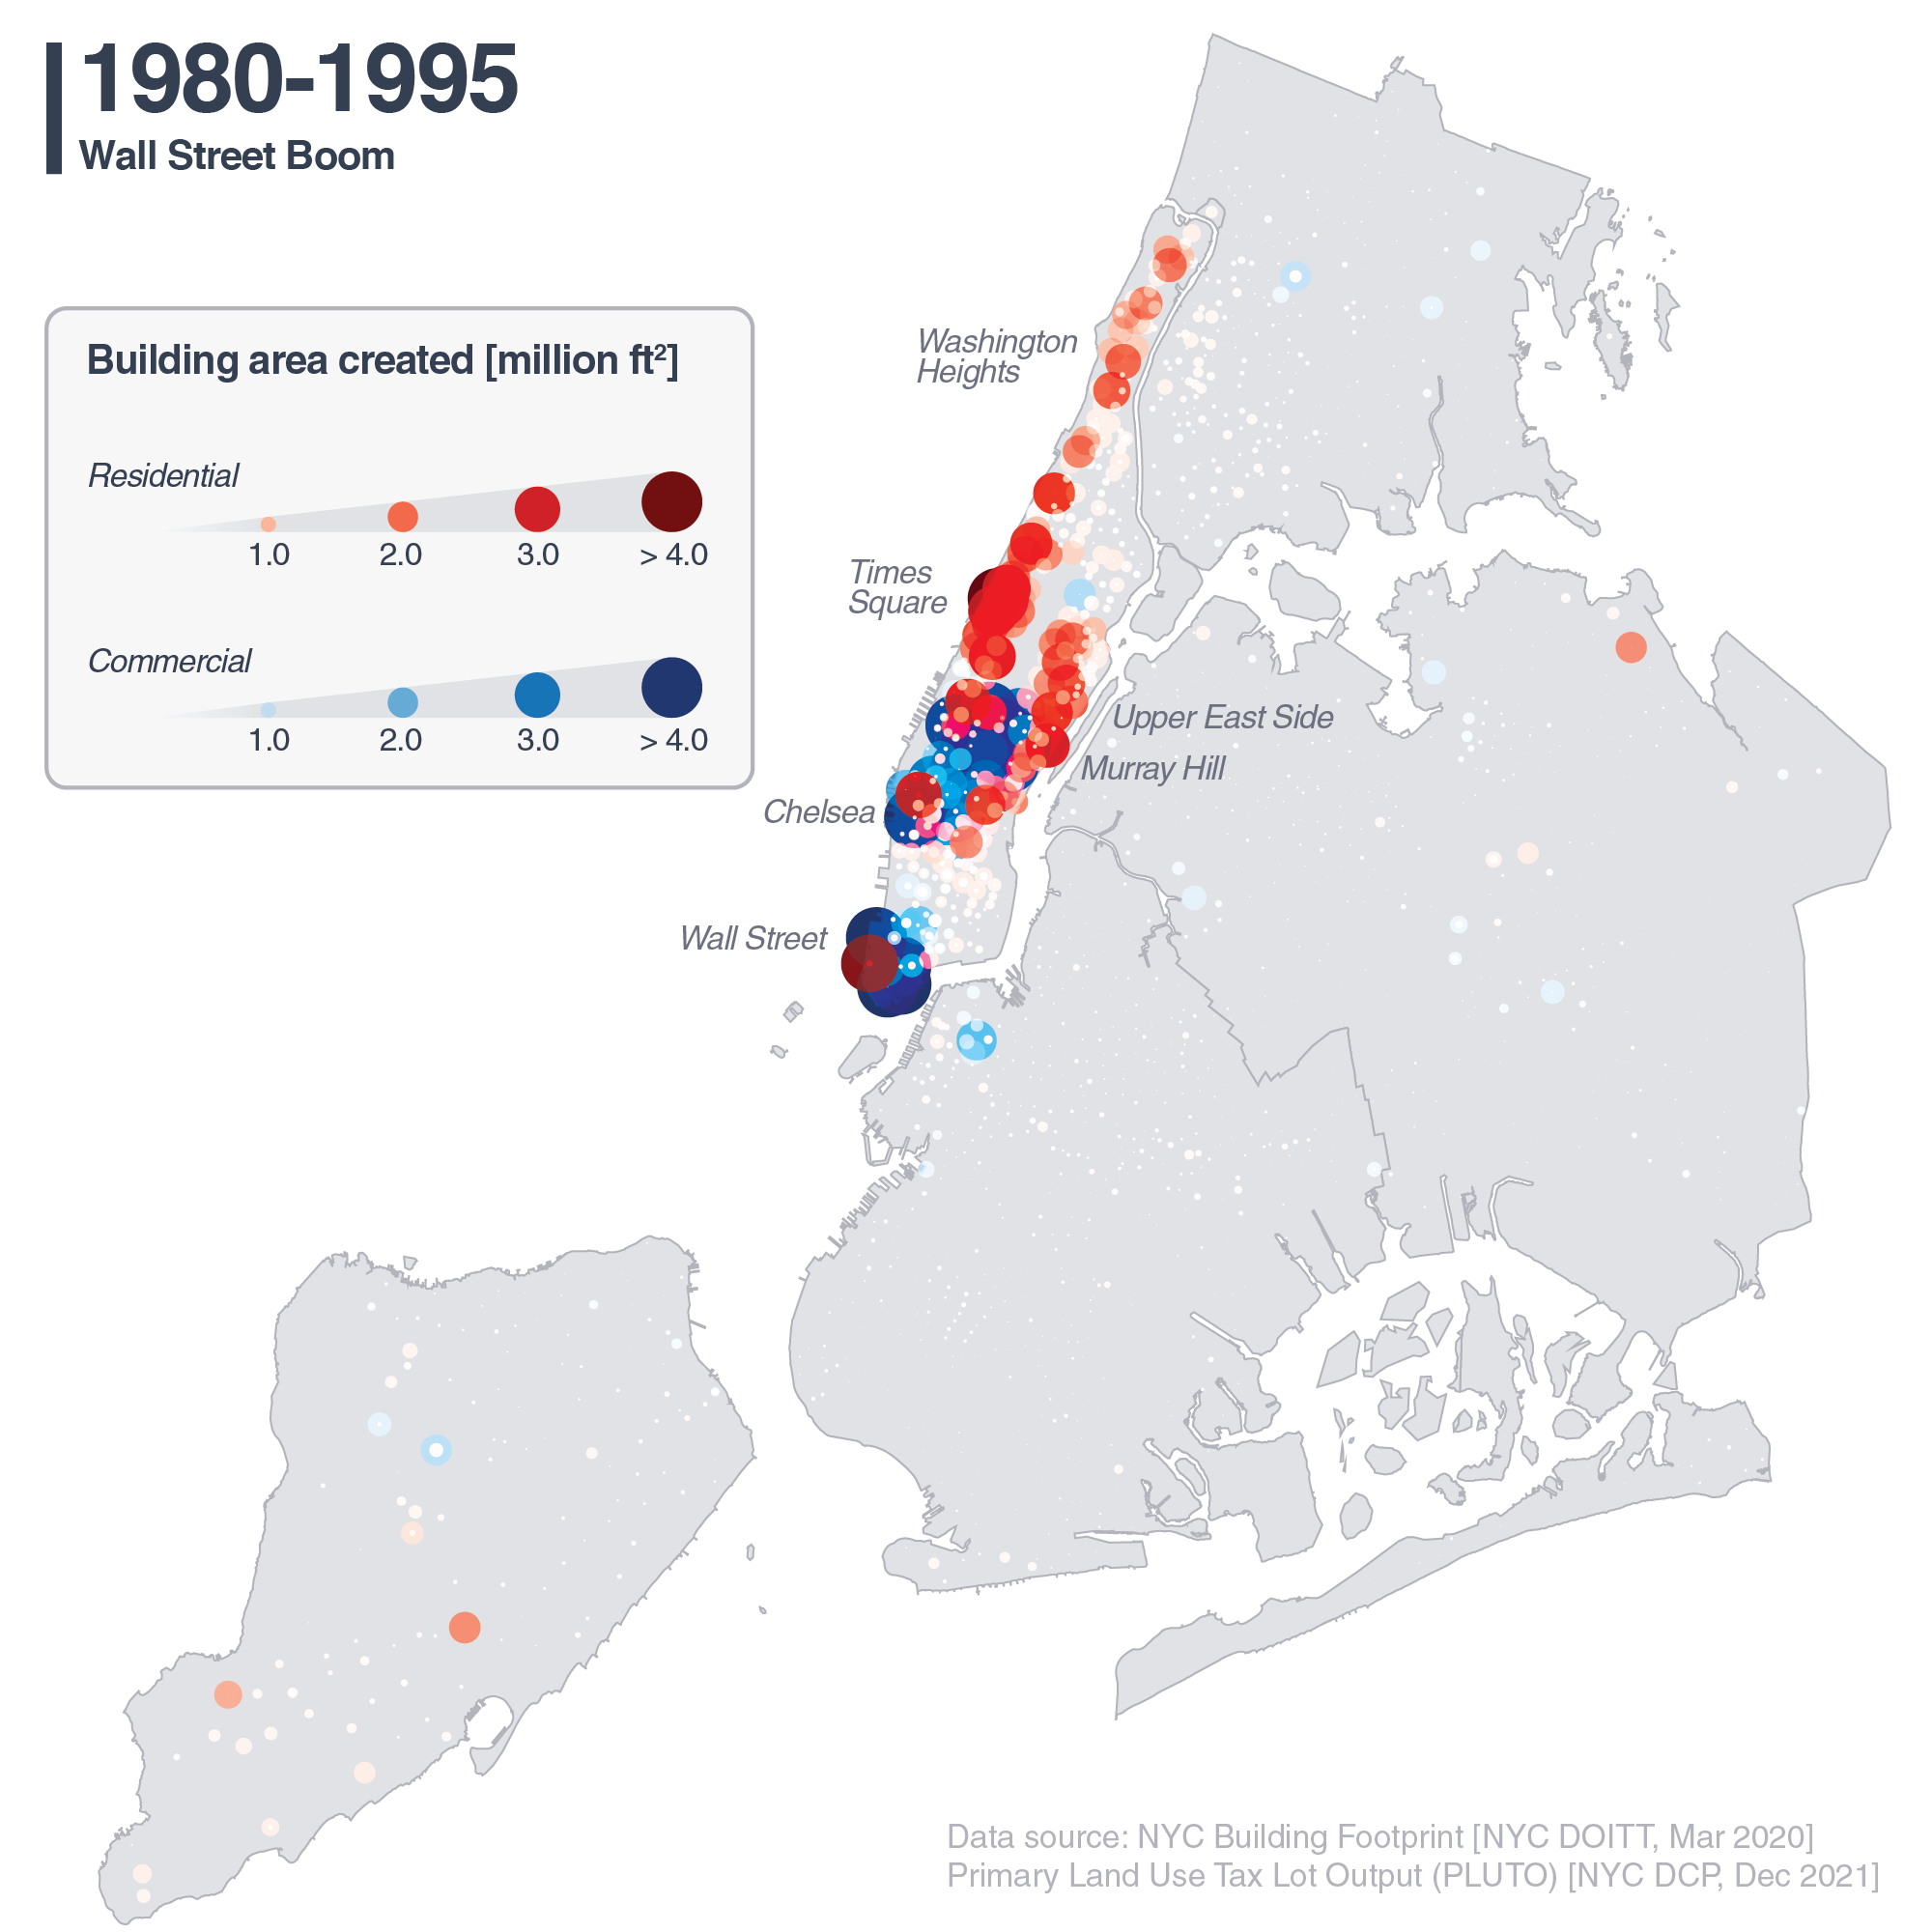 1980-1995
Wall Street Boom
Building area created [million ft²]
Residential
1.0 2.0 3.0 > 4.0
Commercial
1.0 2.0 3.0 > 4.0
Washington
Heights
Times
Square
Upper East Side
Murray Hill
Chelsea
Wall Street
Data source: NYC Building Footprint [NYC DOITT, Mar 2020]
Primary Land Use Tax Lot Output (PLUTO) [NYC DCP, Dec 2021]